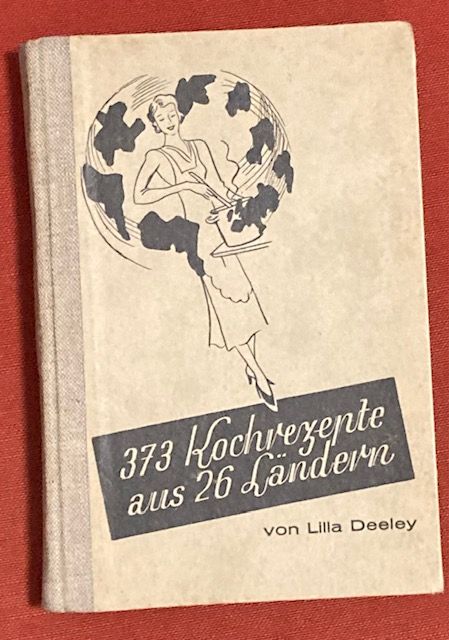 373 Kochrezepte
aus 26 Ländern
von Lilla Deeley